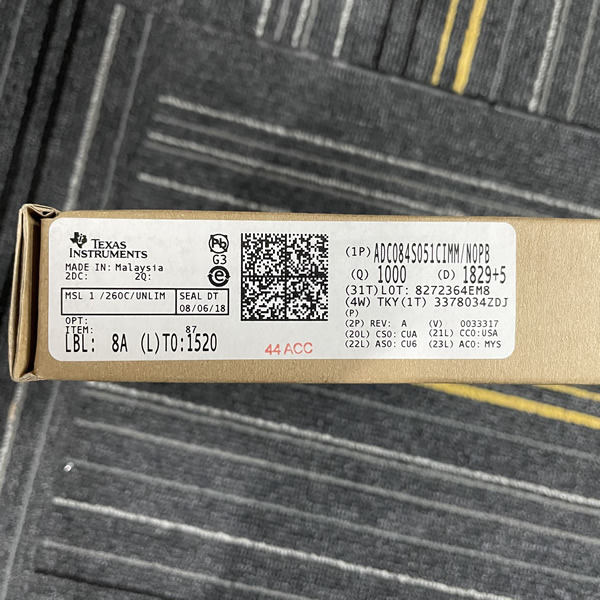 TEXAS
INSTRUMENTS
MADE IN: Malaysia
2DC: 2Q:
MSL 1 /260C/UNLIM
SEAL DT
08/06/18
OPT:
ITEM: 87
LBL: 8A (L)TO:1520
Pb
G3
e
44 ACC
(1P) ADC084S051CIMM/NOPB
(Q) 1000 (D) 1829+5
(31T)LOT: 8272364EM8
(4W) TKY(1T) 3378034ZDJ
(P)
(2P) REV: A (V) 0033317
(20L) CSO: CUA (21L) CCO:USA
(22L) ASO: CU6 (23L) ACO: MYS